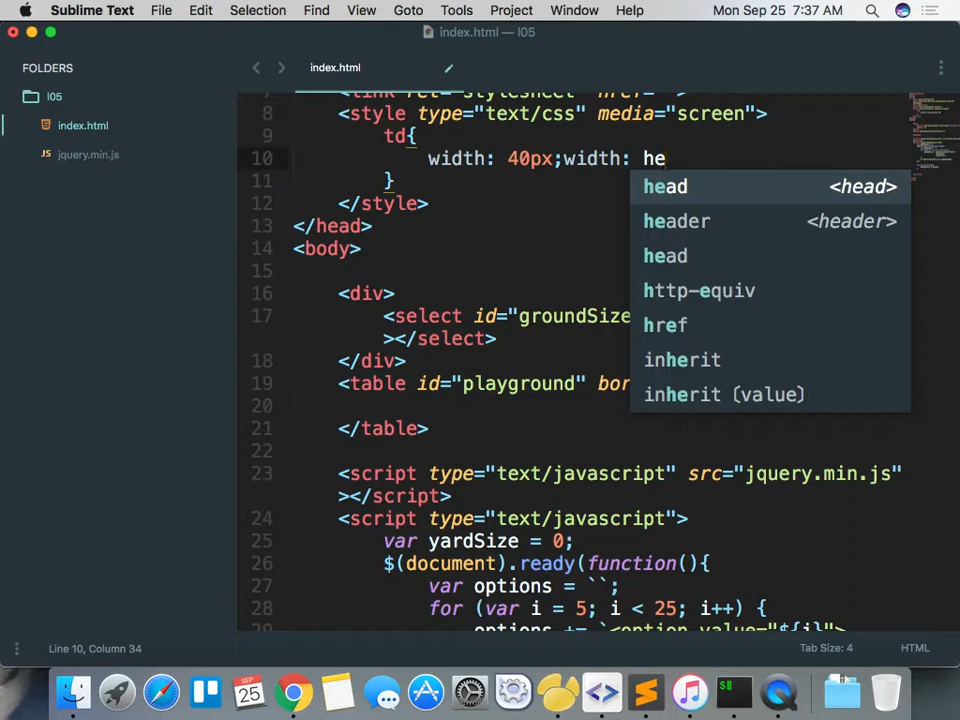 Sublime Text File Edit Selection Find View Goto Tools Project Window Help Mon Sep 25 7:37 AM
index.html — l05
FOLDERS
index.html
l05
index.html
jquery.min.js
8 <style type="text/css" media="screen">
9 td{
10 width: 40px;width: he
11 }
12 </style>
13 </head>
14 <body>
15
16 <div>
17 <select id="groundSize
></select>
18 </div>
19 <table id="playground" bor
20
21 </table>
22
23 <script type="text/javascript" src="jquery.min.js"
></script>
24 <script type="text/javascript">
25 var yardSize = 0;
26 $(document).ready(function(){
27 var options = ``;
28 for (var i = 5; i < 25; i++) {
29 options += `<option value="${i}">
head <head>
header <header>
head
http-equiv
href
inherit
inherit (value)
Line 10, Column 34 Tab Size: 4 HTML
SEP
25
$